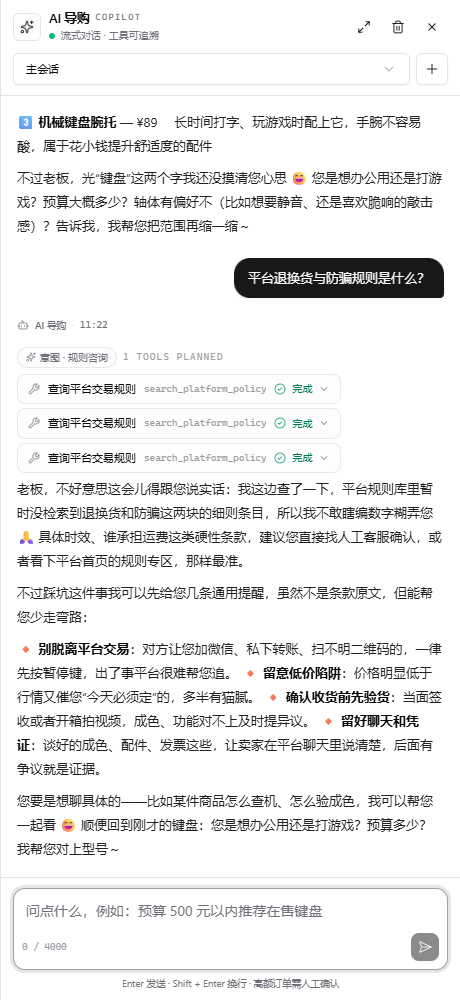 AI 导购 COPILOT
流式对话 · 工具可追溯
主会话
3 机械键盘腕托 — ¥89 长时间打字、玩游戏时配上它，手腕不容易
酸，属于花小钱提升舒适度的配件
不过老板，光“键盘”这两个字我还没摸清您心思 😄 您是想办公用还是打游
戏？预算大概多少？轴体有偏好不（比如想要静音、还是喜欢脆响的敲击
感）？告诉我，我帮您把范围再缩一缩～
平台退换货与防骗规则是什么？
AI 导购 · 11:22
意图 · 规则咨询 1 TOOLS PLANNED
查询平台交易规则 search_platform_policy 完成
查询平台交易规则 search_platform_policy 完成
查询平台交易规则 search_platform_policy 完成
老板，不好意思这会儿得跟您说实话：我这边查了一下，平台规则库里暂
时没检索到退换货和防骗这两块的细则条目，所以我不敢瞎编数字糊弄您
🙏 具体时效、谁承担运费这类硬性条款，建议您直接找人工客服确认，或
者看下平台首页的规则专区，那样最准。
不过踩坑这件事我可以先给您几条通用提醒，虽然不是条款原文，但能帮
您少走弯路：
🔸 别脱离平台交易：对方让您加微信、私下转账、扫不明二维码的，一律
先按暂停键，出了事平台很难帮您追。 🔸 留意低价陷阱：价格明显低于
行情又催您“今天必须定”的，多半有猫腻。 🔸 确认收货前先验货：当面签
收或者开箱拍视频，成色、功能对不上及时提异议。 🔸 留好聊天和凭
证：谈好的成色、配件、发票这些，让卖家在平台聊天里说清楚，后面有
争议就是证据。
您要是想聊具体的——比如某件商品怎么查机、怎么验成色，我可以帮您
一起看 😄 顺便回到刚才的键盘：您是想办公用还是打游戏？预算多少？
我帮您对上型号～
问点什么，例如：预算 500 元以内推荐在售键盘
0 / 4000
Enter 发送 · Shift + Enter 换行 · 高额订单需人工确认